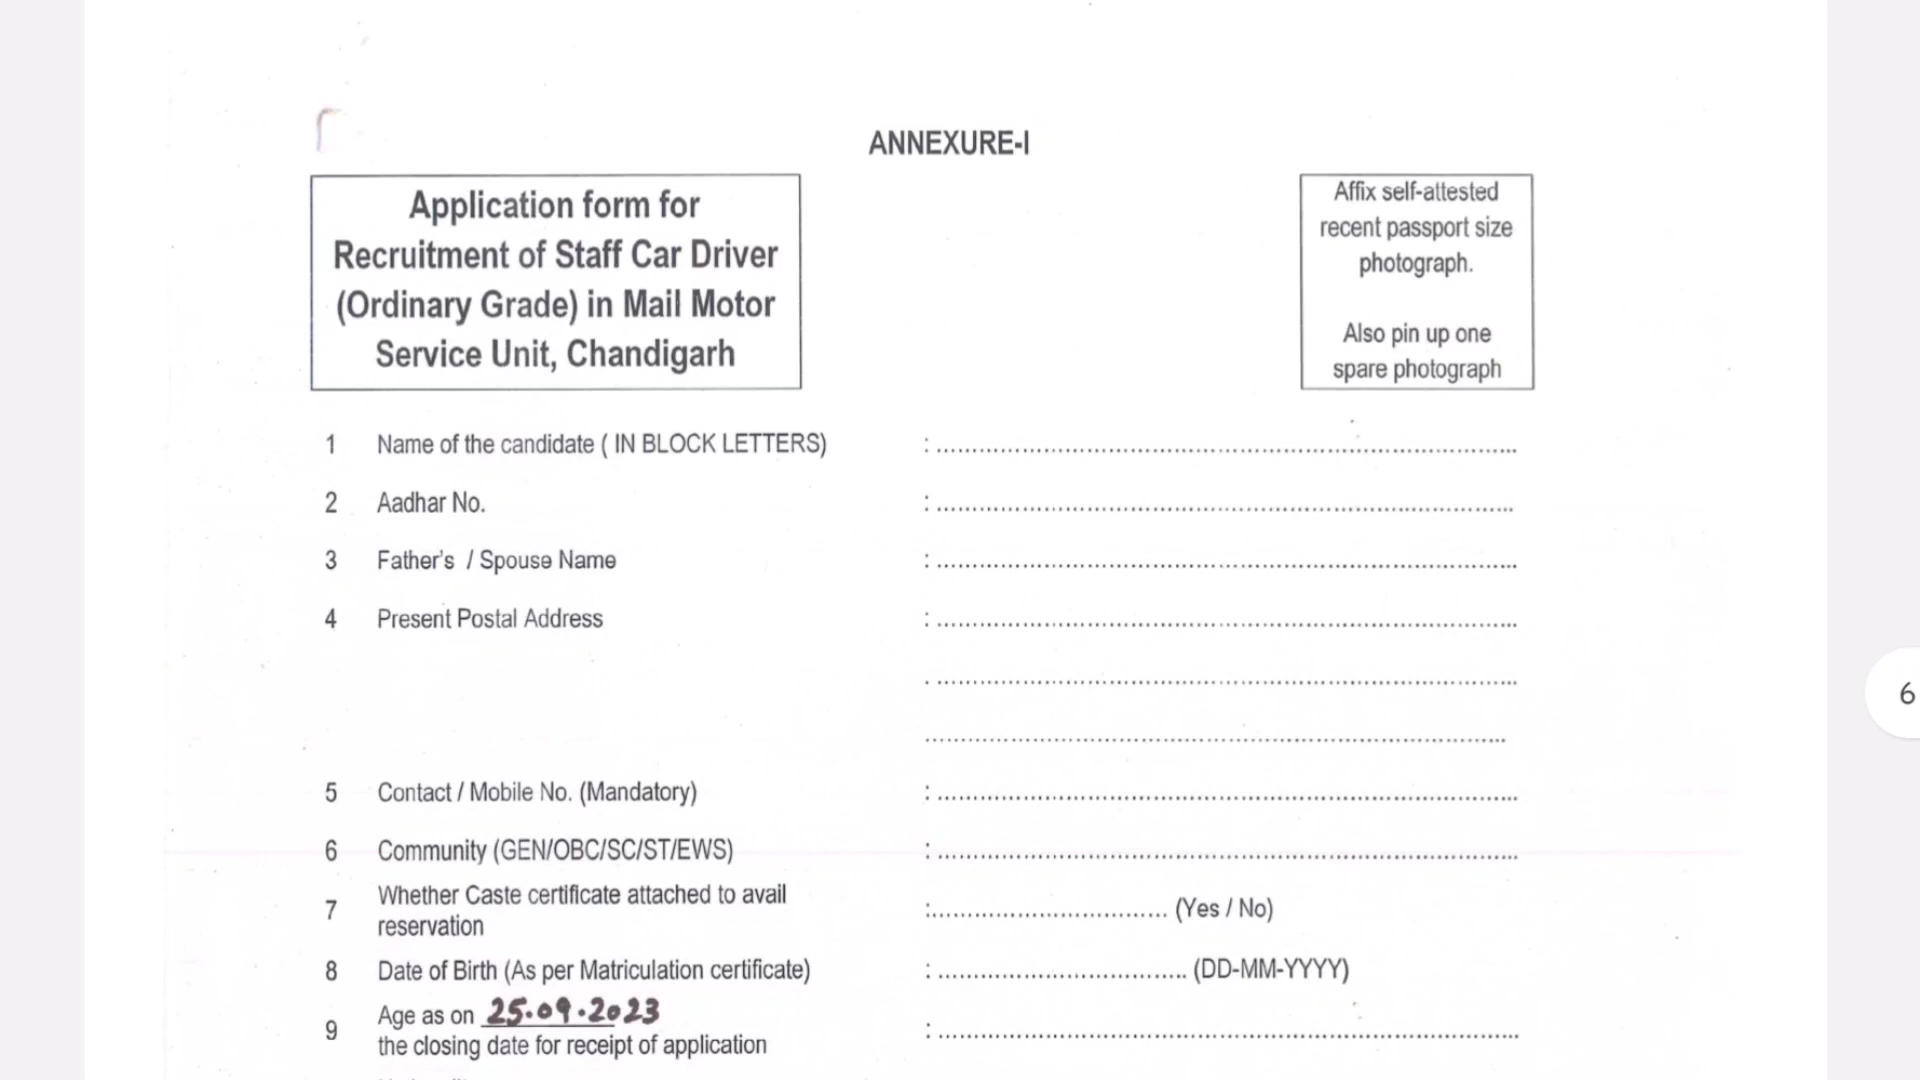 ANNEXURE-I
Application form for
Recruitment of Staff Car Driver
(Ordinary Grade) in Mail Motor
Service Unit, Chandigarh
Affix self-attested
recent passport size
photograph.
Also pin up one
spare photograph
1 Name of the candidate ( IN BLOCK LETTERS) : ..........
2 Aadhar No. : ..........
3 Father's / Spouse Name : ..........
4 Present Postal Address : ..........
5 Contact / Mobile No. (Mandatory) : ..........
6 Community (GEN/OBC/SC/ST/EWS) : ..........
7 Whether Caste certificate attached to avail
reservation : .......... (Yes / No)
8 Date of Birth (As per Matriculation certificate) : .......... (DD-MM-YYYY)
9 Age as on 25.09.2023
the closing date for receipt of application : ..........
6